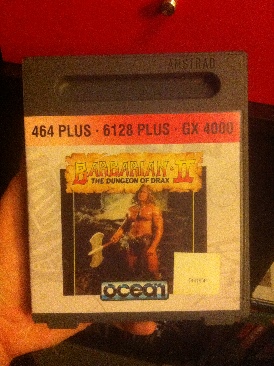 AMSTRAD
464 PLUS · 6128 PLUS · GX 4000
BARBARIAN II
THE DUNGEON OF DRAX
ocean